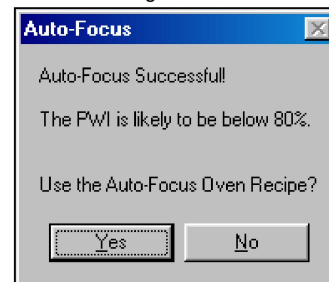 Auto-Focus
Auto-Focus Successful!
The PWI is likely to be below 80%.
Use the Auto-Focus Oven Recipe?
Yes
No